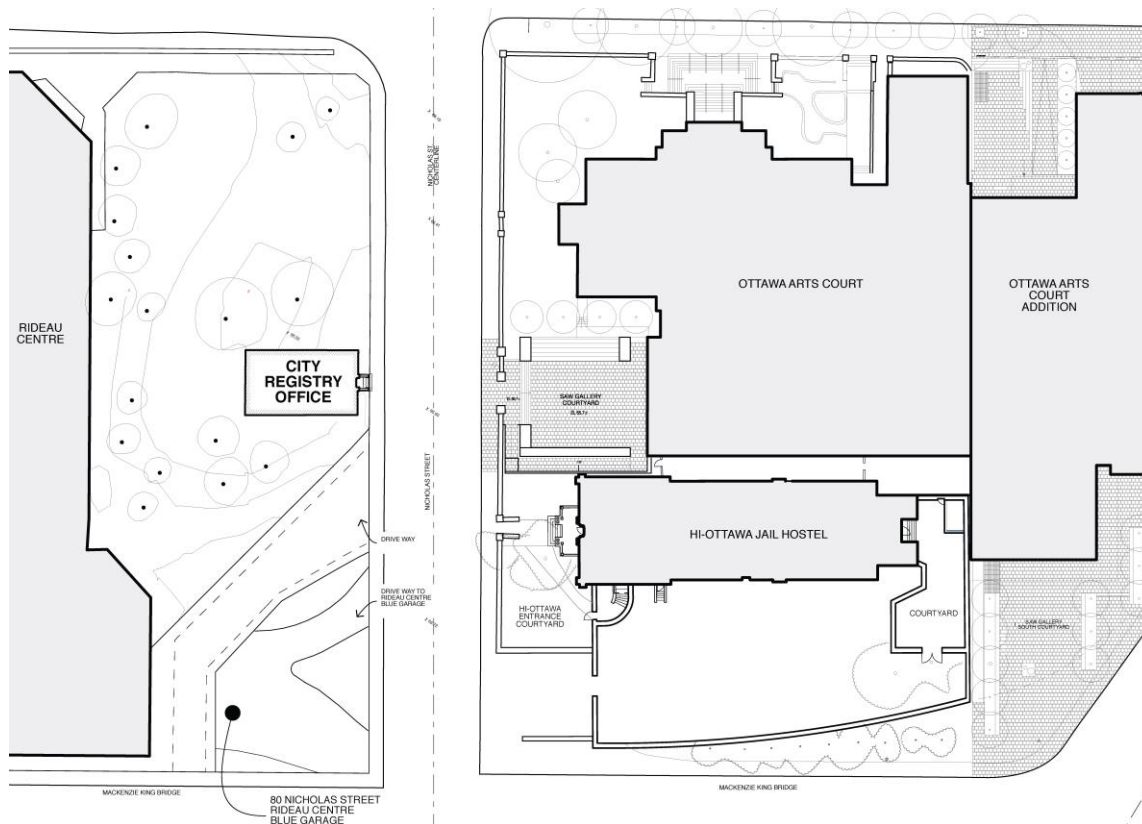 RIDEAU
CENTRE
CITY
REGISTRY
OFFICE
NICHOLAS ST.
CENTERLINE
NICHOLAS STREET
DRIVE WAY
DRIVE WAY TO
RIDEAU CENTRE
BLUE GARAGE
MACKENZIE KING BRIDGE
80 NICHOLAS STREET
RIDEAU CENTRE
BLUE GARAGE
OTTAWA ARTS COURT
OTTAWA ARTS
COURT
ADDITION
SAW GALLERY
COURTYARD
HI-OTTAWA JAIL HOSTEL
HI-OTTAWA
ENTRANCE
COURTYARD
COURTYARD
SAW GALLERY
SOUTH COURTYARD
MACKENZIE KING BRIDGE